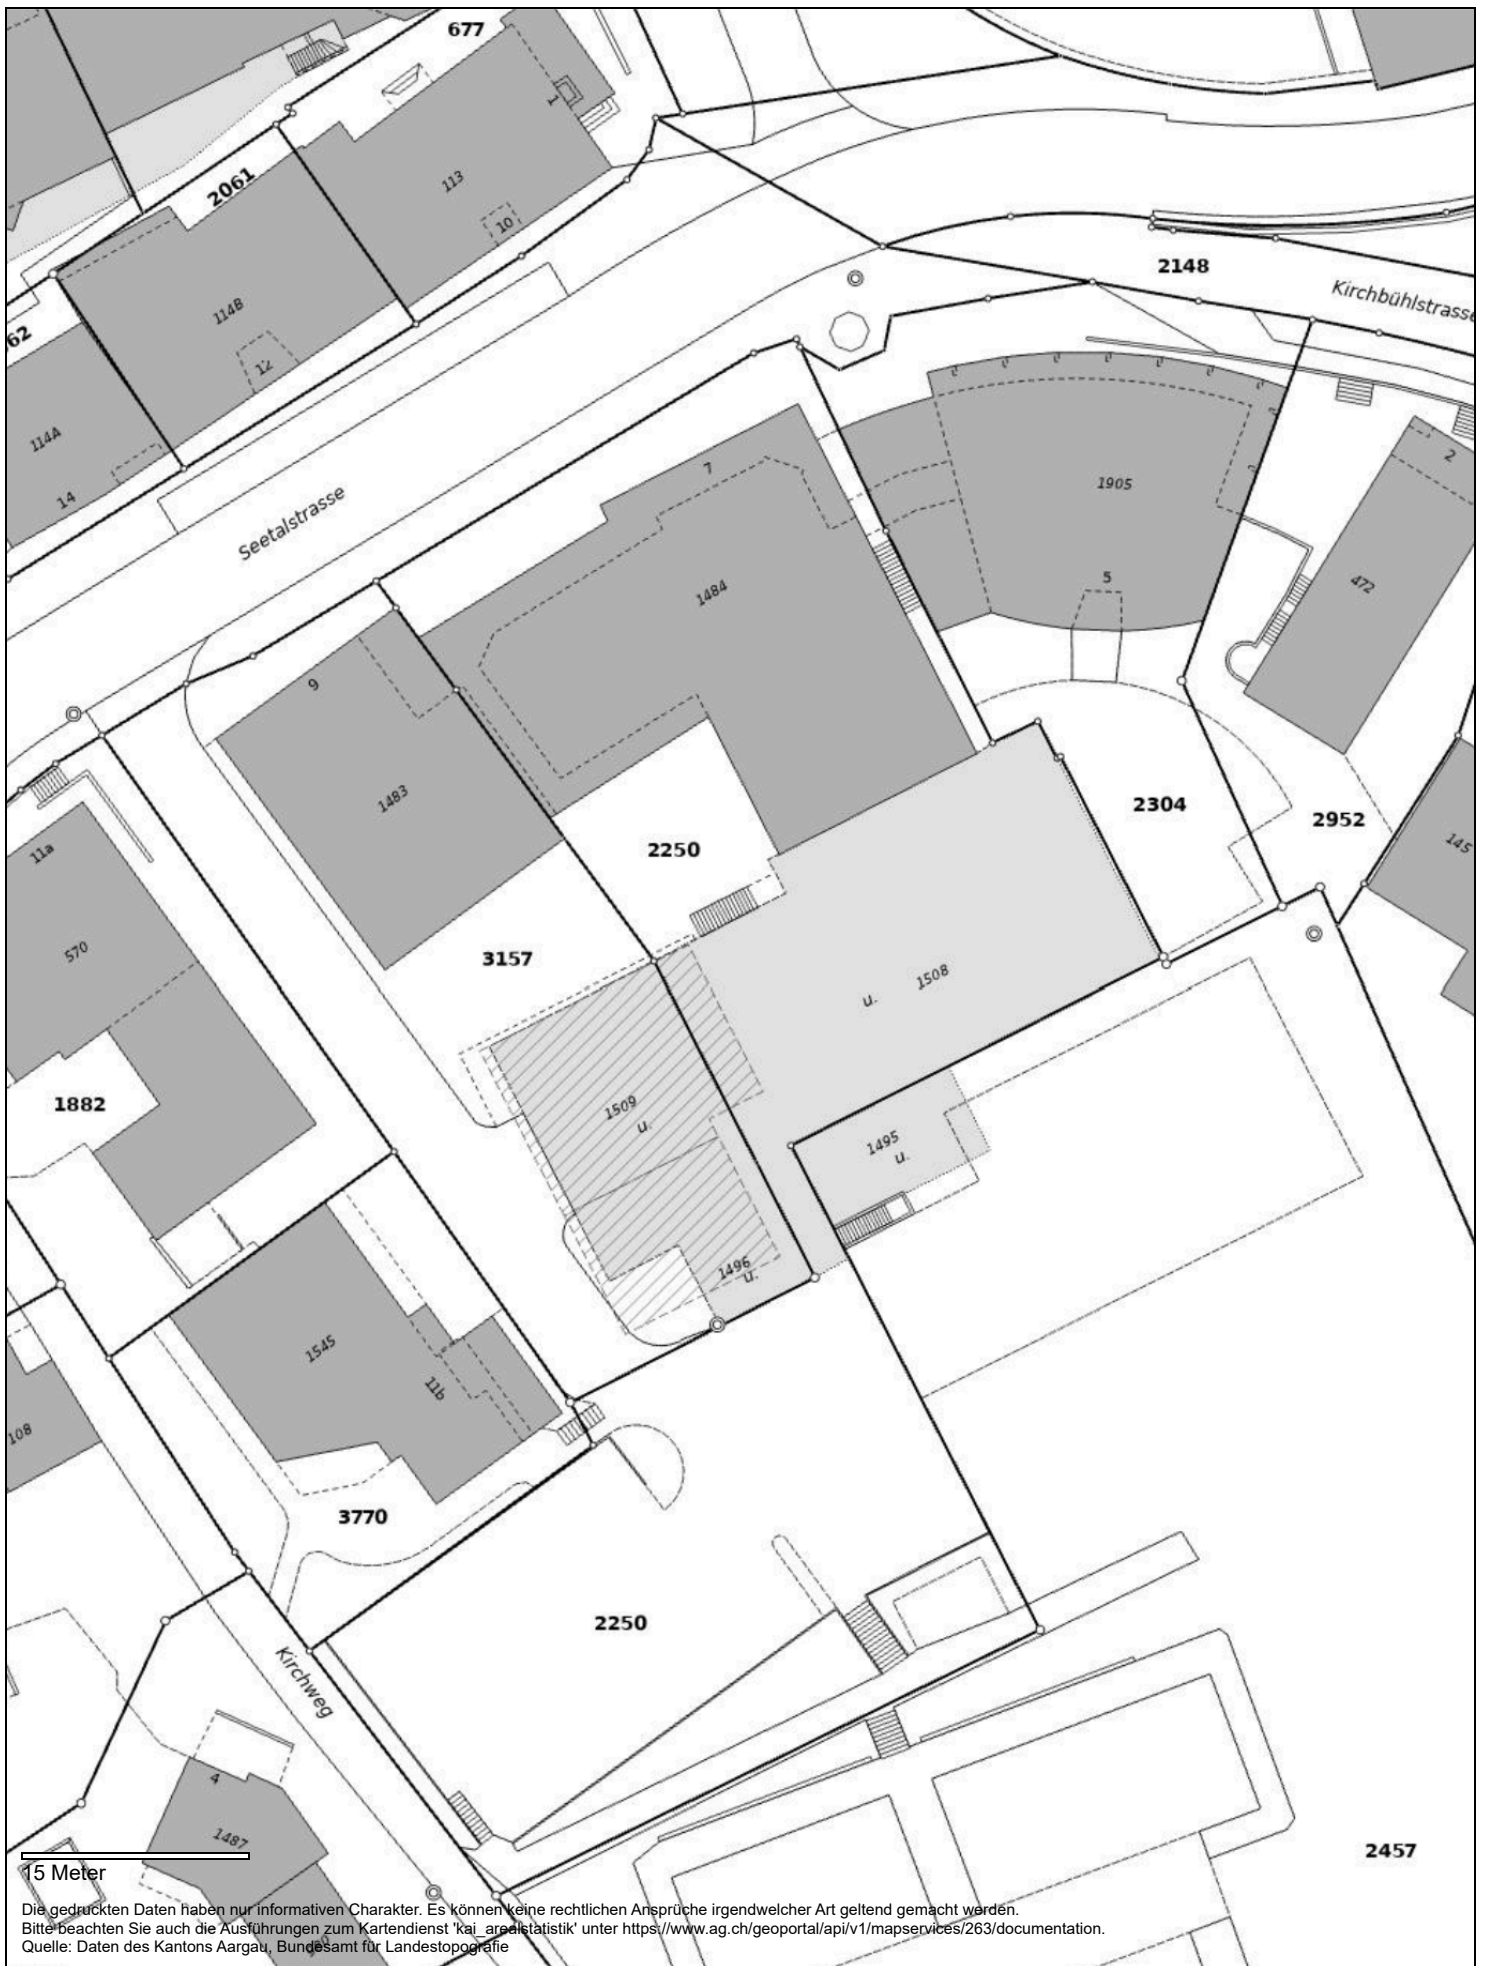 677
1
2061
113
10
2148
Kirchbühlstrasse
114B
62
12
114A
14
7
1905
2
Seetalstrasse
1484
5
472
9
1483
2304
2952
145
11a
2250
570
3157
u. 1508
1882
1509
u.
1495
u.
1496
u.
1545
11b
108
3770
2250
Kirchweg
4
1487
2457
15 Meter
Die gedruckten Daten haben nur informativen Charakter. Es können keine rechtlichen Ansprüche irgendwelcher Art geltend gemacht werden.
Bitte beachten Sie auch die Ausführungen zum Kartendienst 'kai_arealstatistik' unter https://www.ag.ch/geoportal/api/v1/mapservices/263/documentation.
Quelle: Daten des Kantons Aargau, Bundesamt für Landestopografie